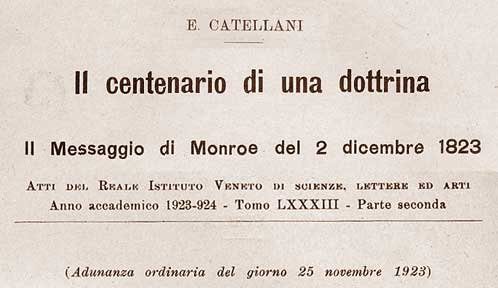 E. CATELLANI
Il centenario di una dottrina
Il Messaggio di Monroe del 2 dicembre 1823
ATTI DEL REALE ISTITUTO VENETO DI SCIENZE, LETTERE ED ARTI
Anno accademico 1923-924 - Tomo LXXXIII - Parte seconda
(Adunanza ordinaria del giorno 25 novembre 1923)